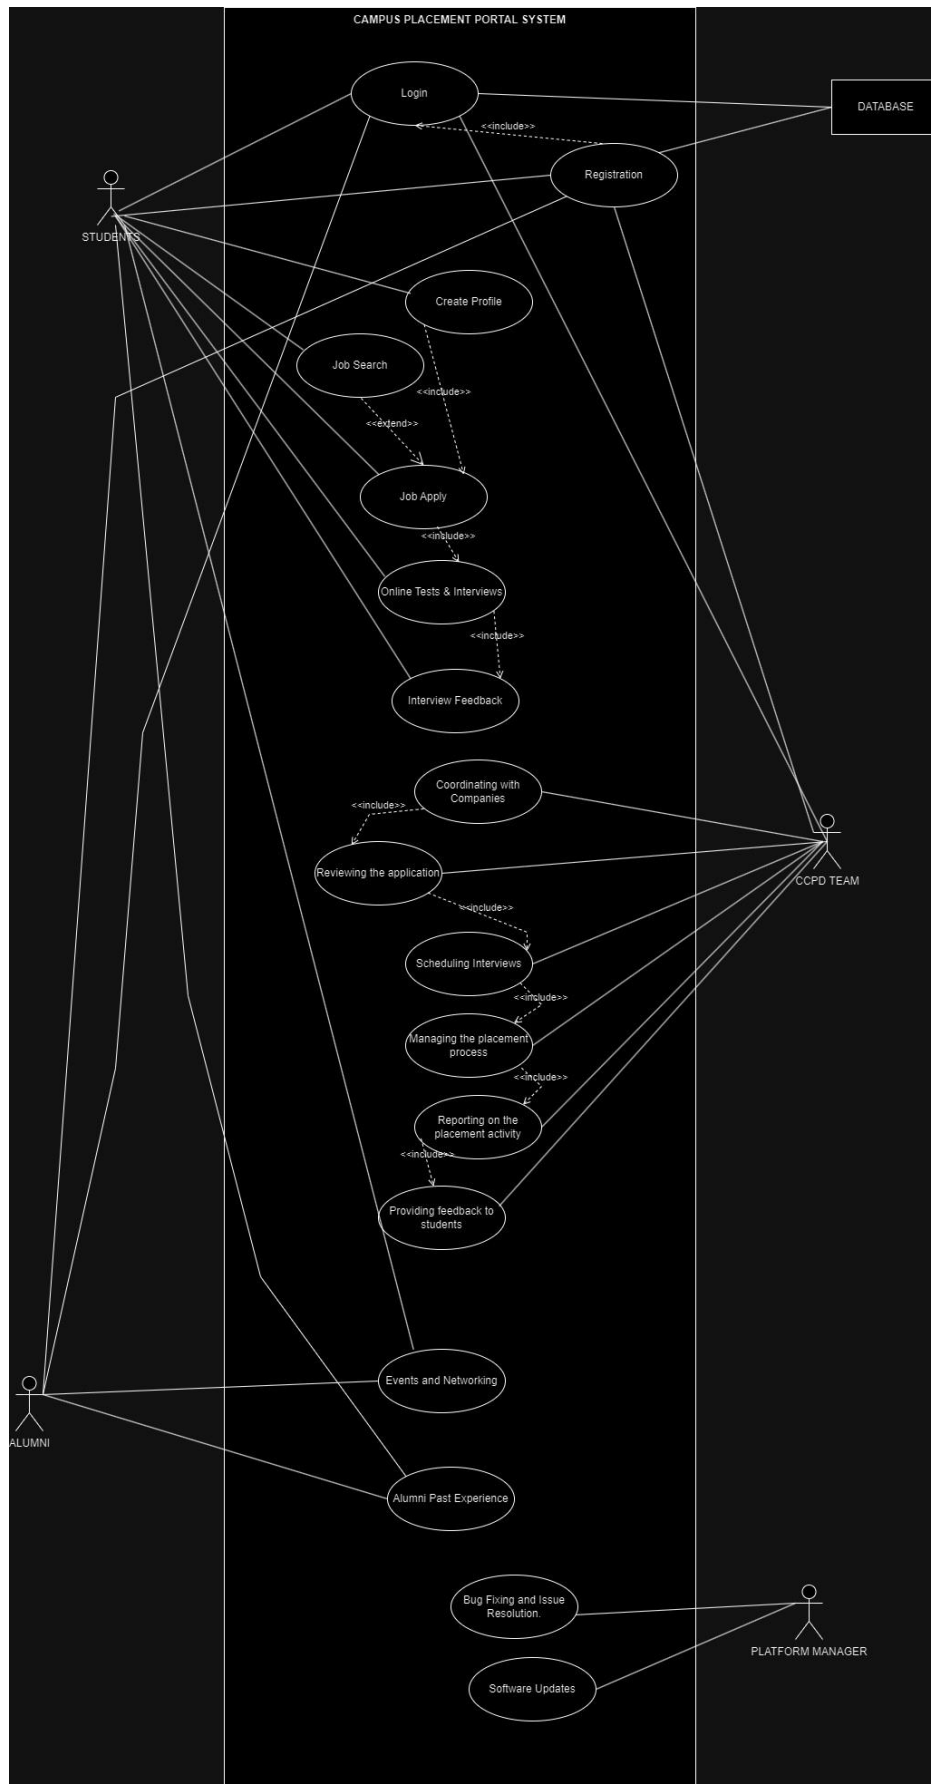 CAMPUS PLACEMENT PORTAL SYSTEM
Login
DATABASE
<<include>>
Registration
STUDENTS
Create Profile
Job Search
<<include>>
<<extend>>
Job Apply
<<include>>
Online Tests & Interviews
<<include>>
Interview Feedback
Coordinating with
Companies
<<include>>
Reviewing the application
CCPD TEAM
<<include>>
Scheduling Interviews
<<include>>
Managing the placement
process
<<include>>
Reporting on the
placement activity
<<include>>
Providing feedback to
students
Events and Networking
ALUMNI
Alumni Past Experience
Bug Fixing and Issue
Resolution.
PLATFORM MANAGER
Software Updates